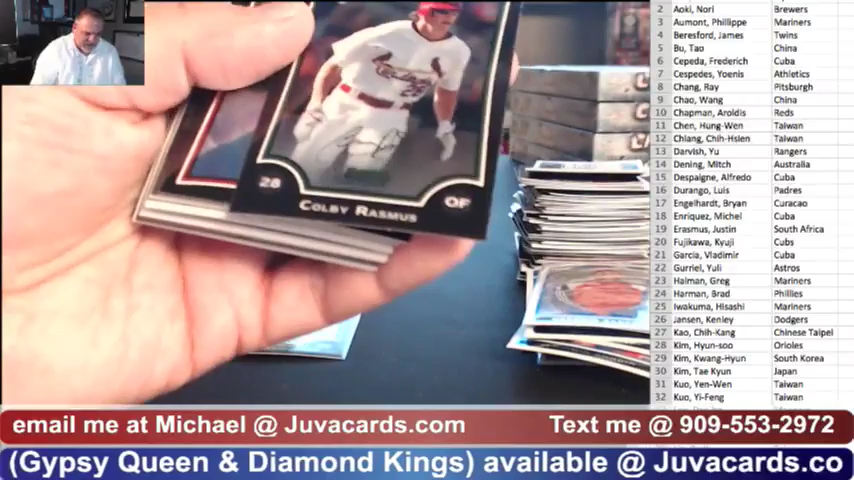 Cardinals
28
COLBY RASMUS
OF
2 Aoki, Nori Brewers
3 Aumont, Phillippe Mariners
4 Beresford, James Twins
5 Bu, Tao China
6 Cepeda, Frederich Cuba
7 Cespedes, Yoenis Athletics
8 Chang, Ray Pitsburgh
9 Chao, Wang China
10 Chapman, Aroldis Reds
11 Chen, Hung-Wen Taiwan
12 Chiang, Chih-Hsien Taiwan
13 Darvish, Yu Rangers
14 Dening, Mitch Australia
15 Despaigne, Alfredo Cuba
16 Durango, Luis Padres
17 Engelhardt, Bryan Curacao
18 Enriquez, Michel Cuba
19 Erasmus, Justin South Africa
20 Fujikawa, Kyuji Cubs
21 Garcia, Vladimir Cuba
22 Gurriel, Yuli Astros
23 Halman, Greg Mariners
24 Harman, Brad Phillies
25 Iwakuma, Hisashi Mariners
26 Jansen, Kenley Dodgers
27 Kao, Chih-Kang Chinese Taipel
28 Kim, Hyun-soo Orioles
29 Kim, Kwang-Hyun South Korea
30 Kim, Tae Kyun Japan
31 Kuo, Yen-Wen Taiwan
32 Kuo, Yi-Feng Taiwan
email me at Michael @ Juvacards.com Text me @ 909-553-2972
(Gypsy Queen & Diamond Kings) available @ Juvacards.co